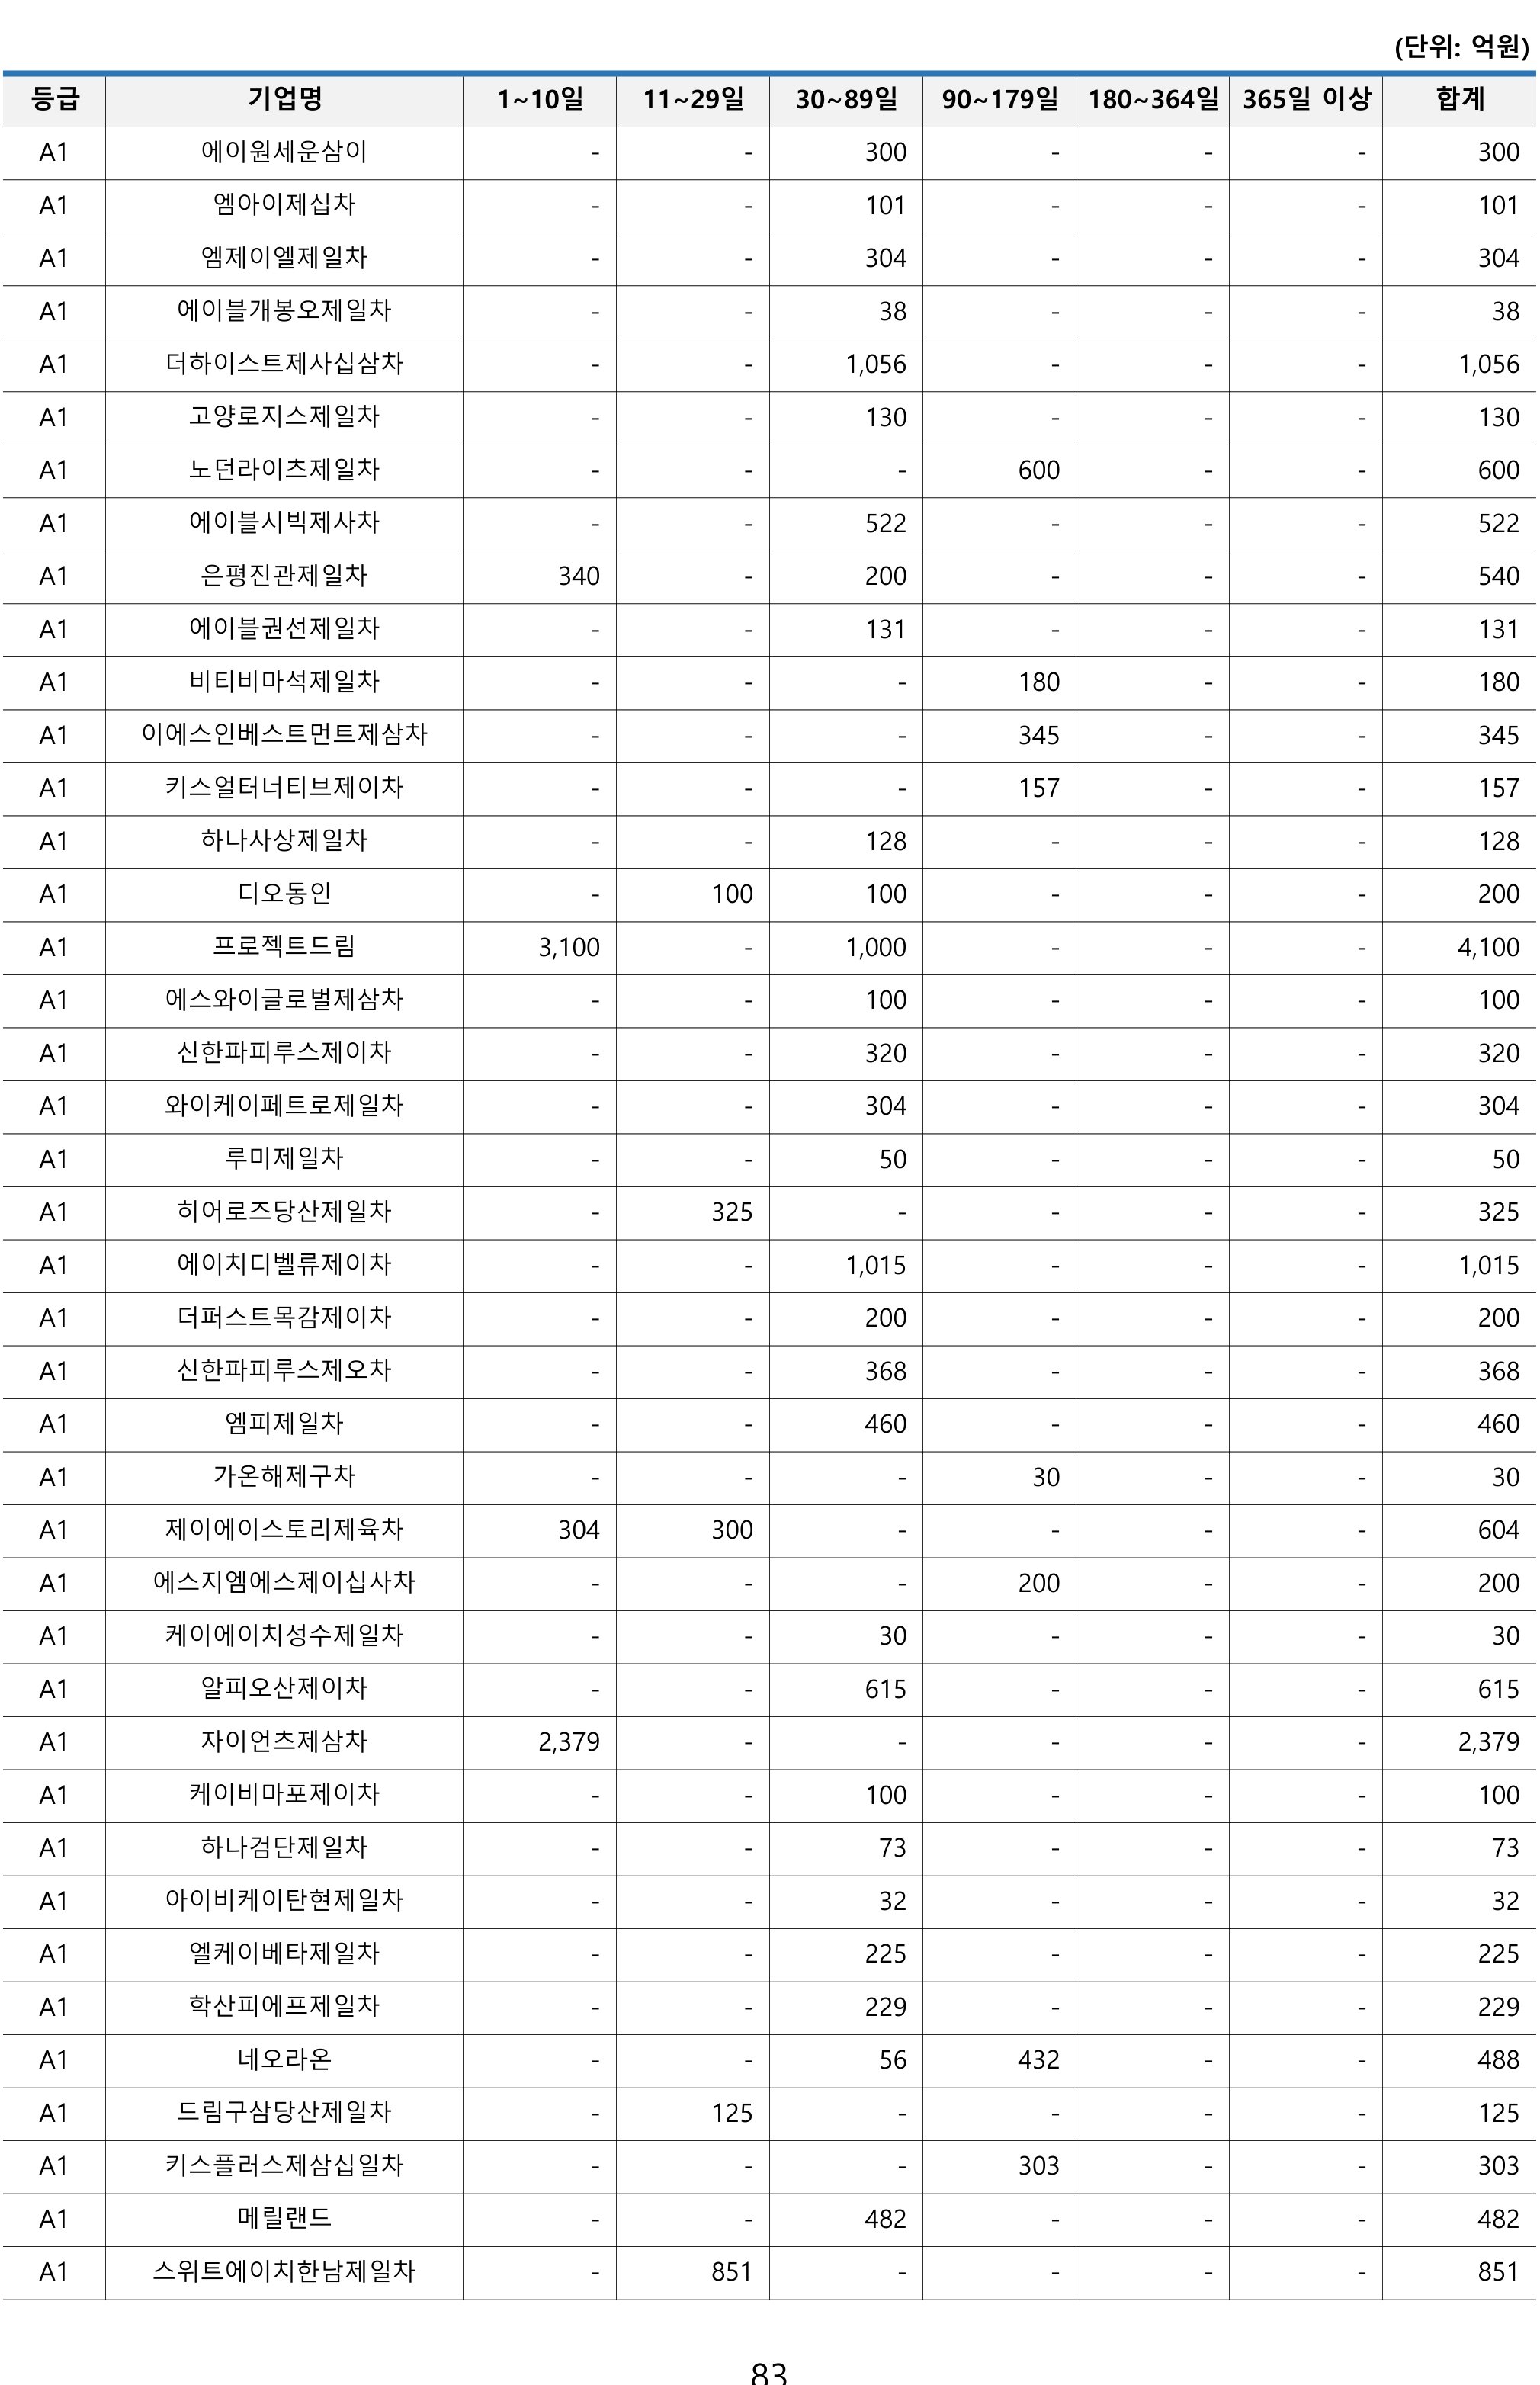 (단위: 억원)
등급 기업명 1~10일 11~29일 30~89일 90~179일 180~364일 365일 이상 합계
A1 에이원세운삼이 - - 300 - - - 300
A1 엠아이제십차 - - 101 - - - 101
A1 엠제이엘제일차 - - 304 - - - 304
A1 에이블개봉오제일차 - - 38 - - - 38
A1 더하이스트제사십삼차 - - 1,056 - - - 1,056
A1 고양로지스제일차 - - 130 - - - 130
A1 노던라이츠제일차 - - - 600 - - 600
A1 에이블시빅제사차 - - 522 - - - 522
A1 은평진관제일차 340 - 200 - - - 540
A1 에이블권선제일차 - - 131 - - - 131
A1 비티비마석제일차 - - - 180 - - 180
A1 이에스인베스트먼트제삼차 - - - 345 - - 345
A1 키스얼터너티브제이차 - - - 157 - - 157
A1 하나사상제일차 - - 128 - - - 128
A1 디오동인 - 100 100 - - - 200
A1 프로젝트드림 3,100 - 1,000 - - - 4,100
A1 에스와이글로벌제삼차 - - 100 - - - 100
A1 신한파피루스제이차 - - 320 - - - 320
A1 와이케이페트로제일차 - - 304 - - - 304
A1 루미제일차 - - 50 - - - 50
A1 히어로즈당산제일차 - 325 - - - - 325
A1 에이치디벨류제이차 - - 1,015 - - - 1,015
A1 더퍼스트목감제이차 - - 200 - - - 200
A1 신한파피루스제오차 - - 368 - - - 368
A1 엠피제일차 - - 460 - - - 460
A1 가온해제구차 - - - 30 - - 30
A1 제이에이스토리제육차 304 300 - - - - 604
A1 에스지엠에스제이십사차 - - - 200 - - 200
A1 케이에이치성수제일차 - - 30 - - - 30
A1 알피오산제이차 - - 615 - - - 615
A1 자이언츠제삼차 2,379 - - - - - 2,379
A1 케이비마포제이차 - - 100 - - - 100
A1 하나검단제일차 - - 73 - - - 73
A1 아이비케이탄현제일차 - - 32 - - - 32
A1 엘케이베타제일차 - - 225 - - - 225
A1 학산피에프제일차 - - 229 - - - 229
A1 네오라온 - - 56 432 - - 488
A1 드림구삼당산제일차 - 125 - - - - 125
A1 키스플러스제삼십일차 - - - 303 - - 303
A1 메릴랜드 - - 482 - - - 482
A1 스위트에이치한남제일차 - 851 - - - - 851
83